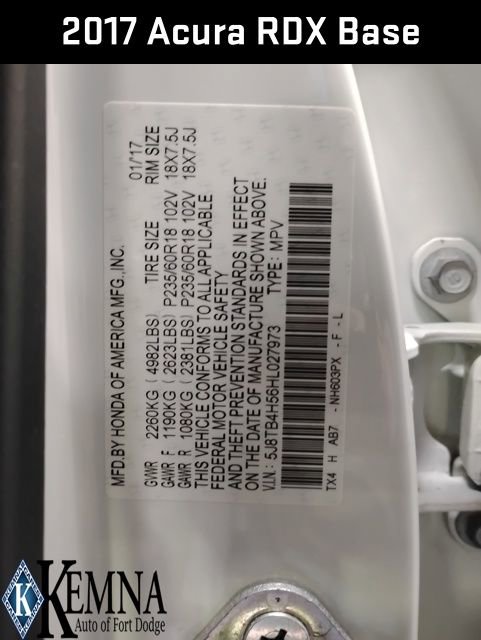 2017 Acura RDX Base
MFD.BY HONDA OF AMERICA MFG.,INC. 01/17
TIRE SIZE RIM SIZE
GVWR 2260KG ( 4982LBS)
GAWR F 1190KG ( 2623LBS) P235/60R18 102V 18X7.5J
GAWR R 1080KG ( 2381LBS) P235/60R18 102V 18X7.5J
THIS VEHICLE CONFORMS TO ALL APPLICABLE
FEDERAL MOTOR VEHICLE SAFETY
AND THEFT PREVENTION STANDARDS IN EFFECT
ON THE DATE OF MANUFACTURE SHOWN ABOVE.
V.I.N.: 5J8TB4H56HL027973 TYPE: MPV
TX4 H AB7 - NH603PX - F - L
K KEMNA
Auto of Fort Dodge